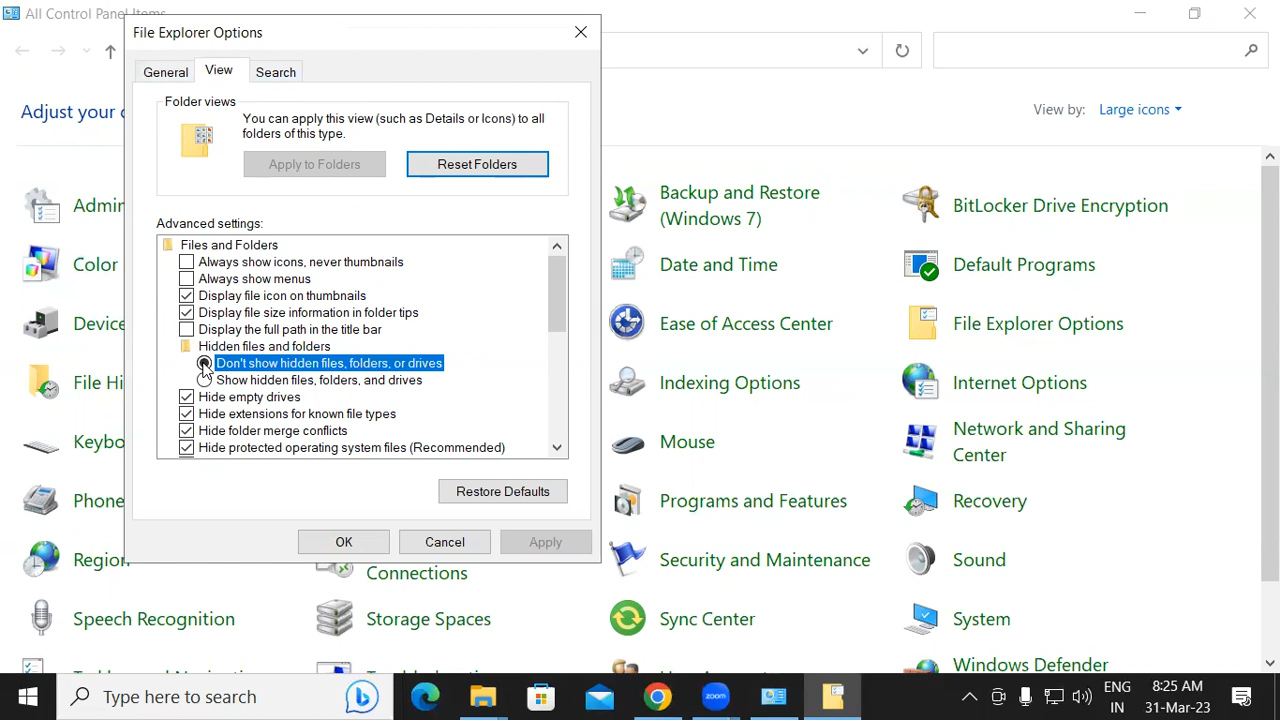 All Control Panel Items
File Explorer Options
General
View
Search
Folder views
You can apply this view (such as Details or Icons) to all
folders of this type.
Apply to Folders
Reset Folders
Advanced settings:
Files and Folders
Always show icons, never thumbnails
Always show menus
Display file icon on thumbnails
Display file size information in folder tips
Display the full path in the title bar
Hidden files and folders
Don't show hidden files, folders, or drives
Show hidden files, folders, and drives
Hide empty drives
Hide extensions for known file types
Hide folder merge conflicts
Hide protected operating system files (Recommended)
Restore Defaults
OK
Cancel
Apply
Adjust your
View by:
Large icons
Admin
Backup and Restore
(Windows 7)
BitLocker Drive Encryption
Color
Date and Time
Default Programs
Device
Ease of Access Center
File Explorer Options
File Hi
Indexing Options
Internet Options
Keybo
Mouse
Network and Sharing
Center
Phone
Programs and Features
Recovery
Region
Connections
Security and Maintenance
Sound
Speech Recognition
Storage Spaces
Sync Center
System
Windows Defender
Type here to search
zoom
ENG
IN
8:25 AM
31-Mar-23